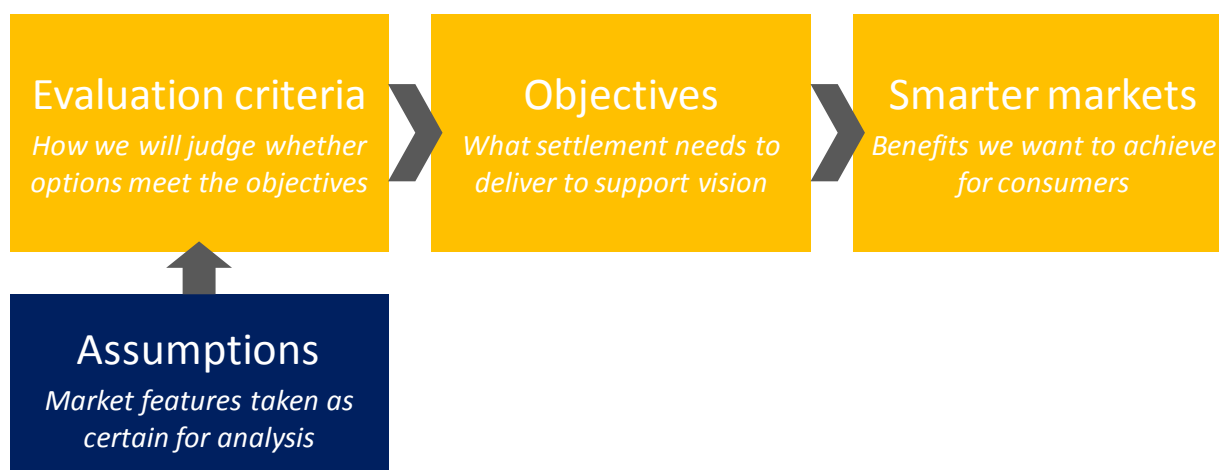 Evaluation criteria
How we will judge whether
options meet the objectives
Objectives
What settlement needs to
deliver to support vision
Smarter markets
Benefits we want to achieve
for consumers
Assumptions
Market features taken as
certain for analysis